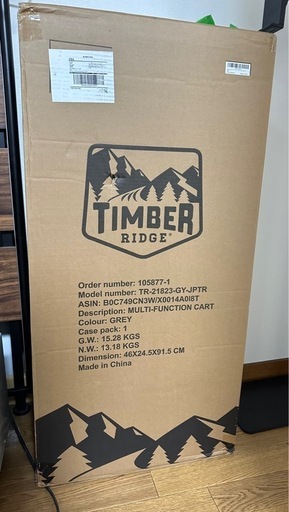 TIMBER
RIDGE®
Order number: 105877-1
Model number: TR-21823-GY-JPTR
ASIN: B0C749CN3W/X0014A0I8T
Description: MULTI-FUNCTION CART
Colour: GREY
Case pack: 1
G.W.: 15.28 KGS
N.W.: 13.18 KGS
Dimension: 46X24.5X91.5 CM
Made in China